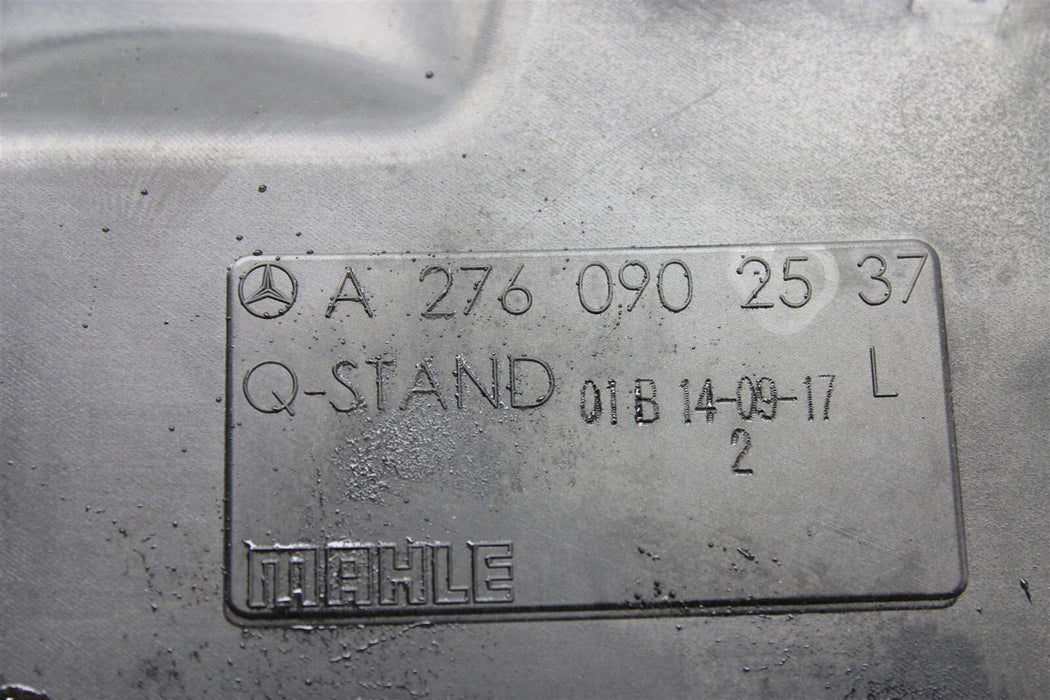 A 276 090 25 37
Q-STAND 01B 14-09-17 L
2
MAHLE